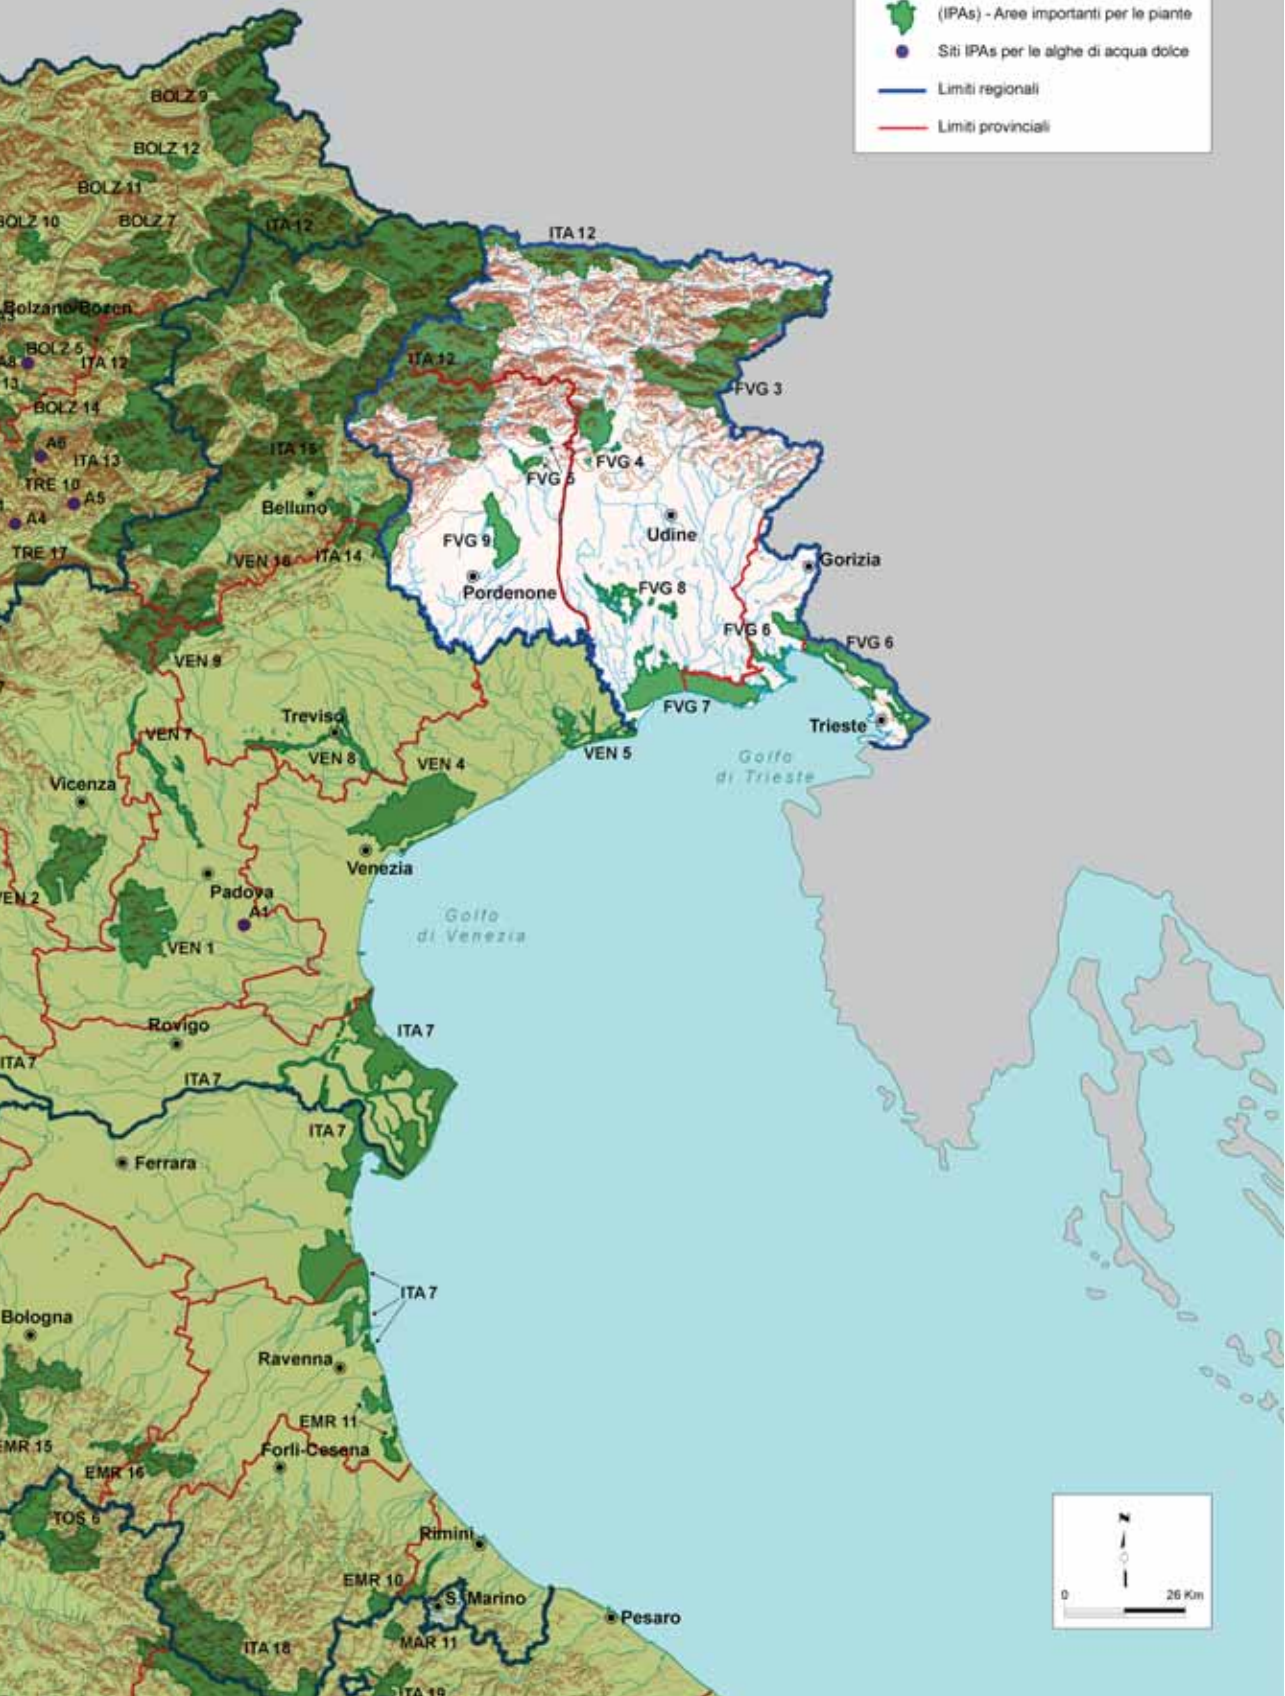 (IPAs) - Aree importanti per le piante
Siti IPAs per le alghe di acqua dolce
Limiti regionali
Limiti provinciali
BOLZ 9
BOLZ 12
BOLZ 11
BOLZ 10
BOLZ 7
ITA 12
ITA 12
Bolzano/Bozen
BOLZ 5
ITA 12
ITA 12
FVG 3
A8
13
BOLZ 14
A6
ITA 13
ITA 15
FVG 4
FVG 5
TRE 10
A5
A4
Belluno
Udine
FVG 9
TRE 17
VEN 16
ITA 14
Gorizia
Pordenone
FVG 8
FVG 6
FVG 6
VEN 9
FVG 7
Treviso
Trieste
VEN 7
VEN 8
VEN 4
VEN 5
Golfo
di Trieste
Vicenza
Venezia
VEN 2
Padova
A1
Golfo
di Venezia
VEN 1
Rovigo
ITA 7
ITA 7
ITA 7
ITA 7
Ferrara
ITA 7
Bologna
Ravenna
EMR 11
EMR 15
Forlì-Cesena
EMR 16
TOS 6
Rimini
EMR 10
S. Marino
Pesaro
MAR 11
ITA 18
ITA 19
N
0 26 Km